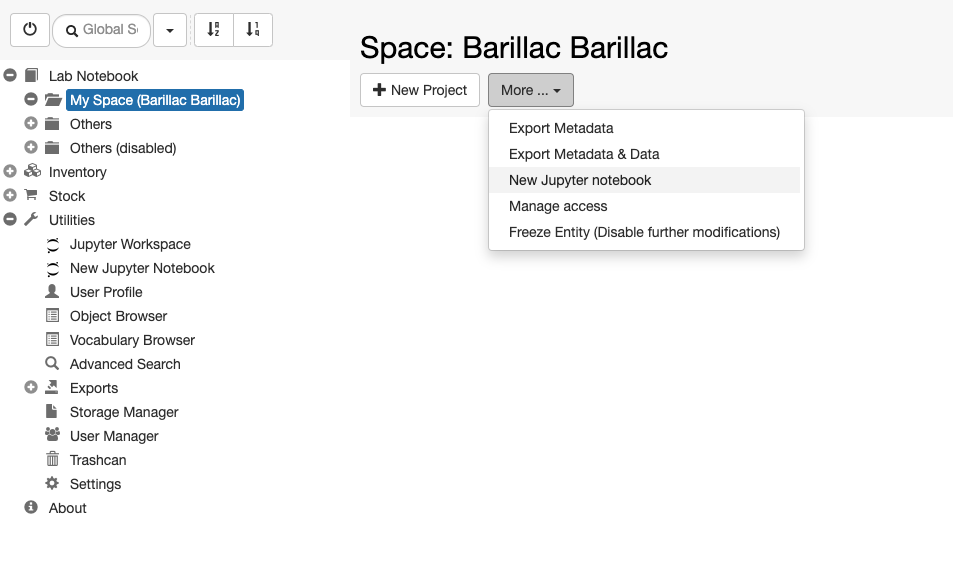 Global S
Space: Barillac Barillac
New Project
More ...
Export Metadata
Export Metadata & Data
New Jupyter notebook
Manage access
Freeze Entity (Disable further modifications)
Lab Notebook
My Space (Barillac Barillac)
Others
Others (disabled)
Inventory
Stock
Utilities
Jupyter Workspace
New Jupyter Notebook
User Profile
Object Browser
Vocabulary Browser
Advanced Search
Exports
Storage Manager
User Manager
Trashcan
Settings
About